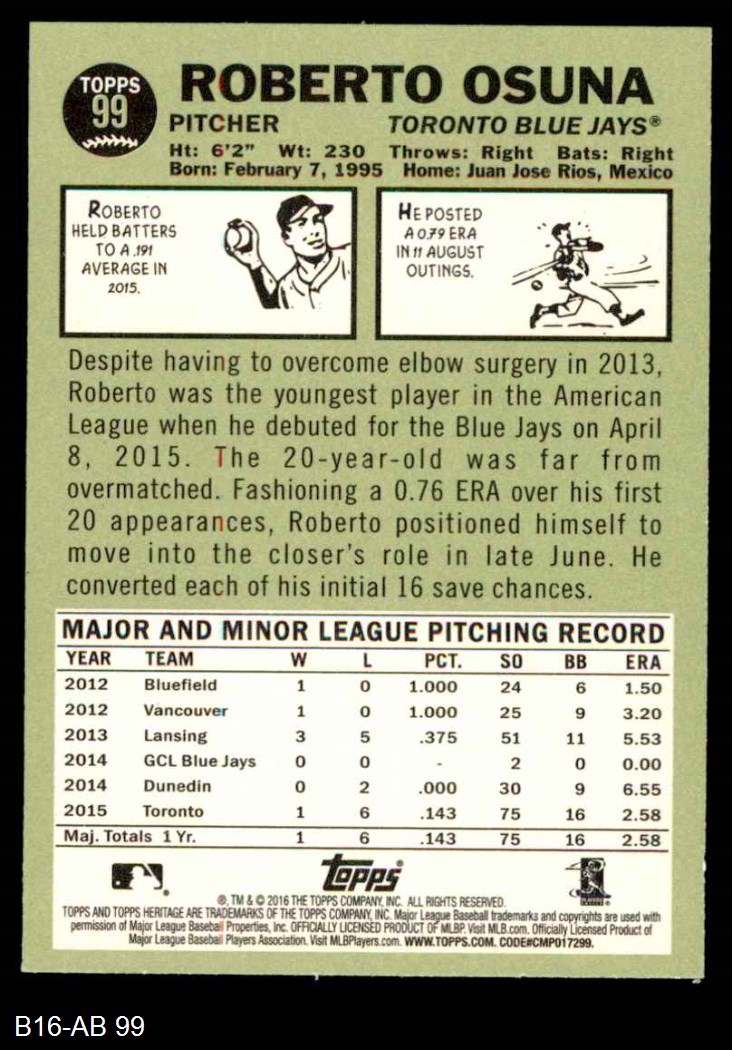 TOPPS
99
ROBERTO OSUNA
PITCHER TORONTO BLUE JAYS®
Ht: 6'2" Wt: 230 Throws: Right Bats: Right
Born: February 7, 1995 Home: Juan Jose Rios, Mexico
ROBERTO
HELD BATTERS
TO A .191
AVERAGE IN
2015.
HE POSTED
A 0.79 ERA
IN 11 AUGUST
OUTINGS.
Despite having to overcome elbow surgery in 2013,
Roberto was the youngest player in the American
League when he debuted for the Blue Jays on April
8, 2015. The 20-year-old was far from
overmatched. Fashioning a 0.76 ERA over his first
20 appearances, Roberto positioned himself to
move into the closer's role in late June. He
converted each of his initial 16 save chances.
MAJOR AND MINOR LEAGUE PITCHING RECORD
YEAR TEAM W L PCT. SO BB ERA
2012 Bluefield 1 0 1.000 24 6 1.50
2012 Vancouver 1 0 1.000 25 9 3.20
2013 Lansing 3 5 .375 51 11 5.53
2014 GCL Blue Jays 0 0 - 2 0 0.00
2014 Dunedin 0 2 .000 30 9 6.55
2015 Toronto 1 6 .143 75 16 2.58
Maj. Totals 1 Yr. 1 6 .143 75 16 2.58
topps
®, TM & © 2016 THE TOPPS COMPANY, INC. ALL RIGHTS RESERVED.
TOPPS AND TOPPS HERITAGE ARE TRADEMARKS OF THE TOPPS COMPANY, INC. Major League Baseball trademarks and copyrights are used with
permission of Major League Baseball Properties, Inc. OFFICIALLY LICENSED PRODUCT OF MLBP. Visit MLB.com. Officially Licensed Product of
Major League Baseball Players Association. Visit MLBPlayers.com. WWW.TOPPS.COM. CODE#CMP017299.
B16-AB 99